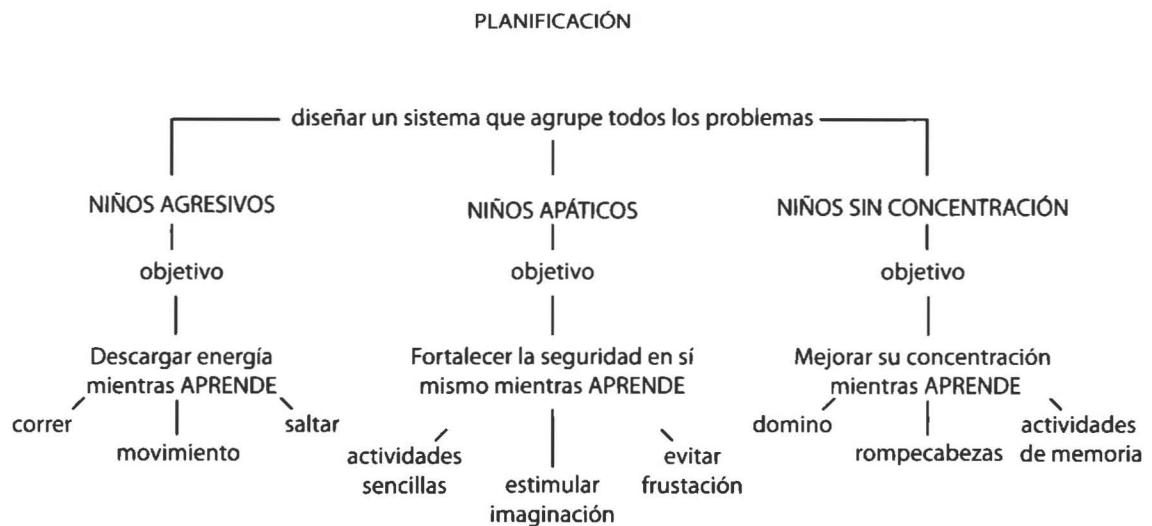 PLANIFICACIÓN
diseñar un sistema que agrupe todos los problemas
NIÑOS AGRESIVOS
NIÑOS APÁTICOS
NIÑOS SIN CONCENTRACIÓN
objetivo
objetivo
objetivo
Descargar energía
mientras APRENDE
Fortalecer la seguridad en sí
mismo mientras APRENDE
Mejorar su concentración
mientras APRENDE
correr
movimiento
saltar
actividades
sencillas
estimular
imaginación
evitar
frustación
domino
rompecabezas
actividades
de memoria